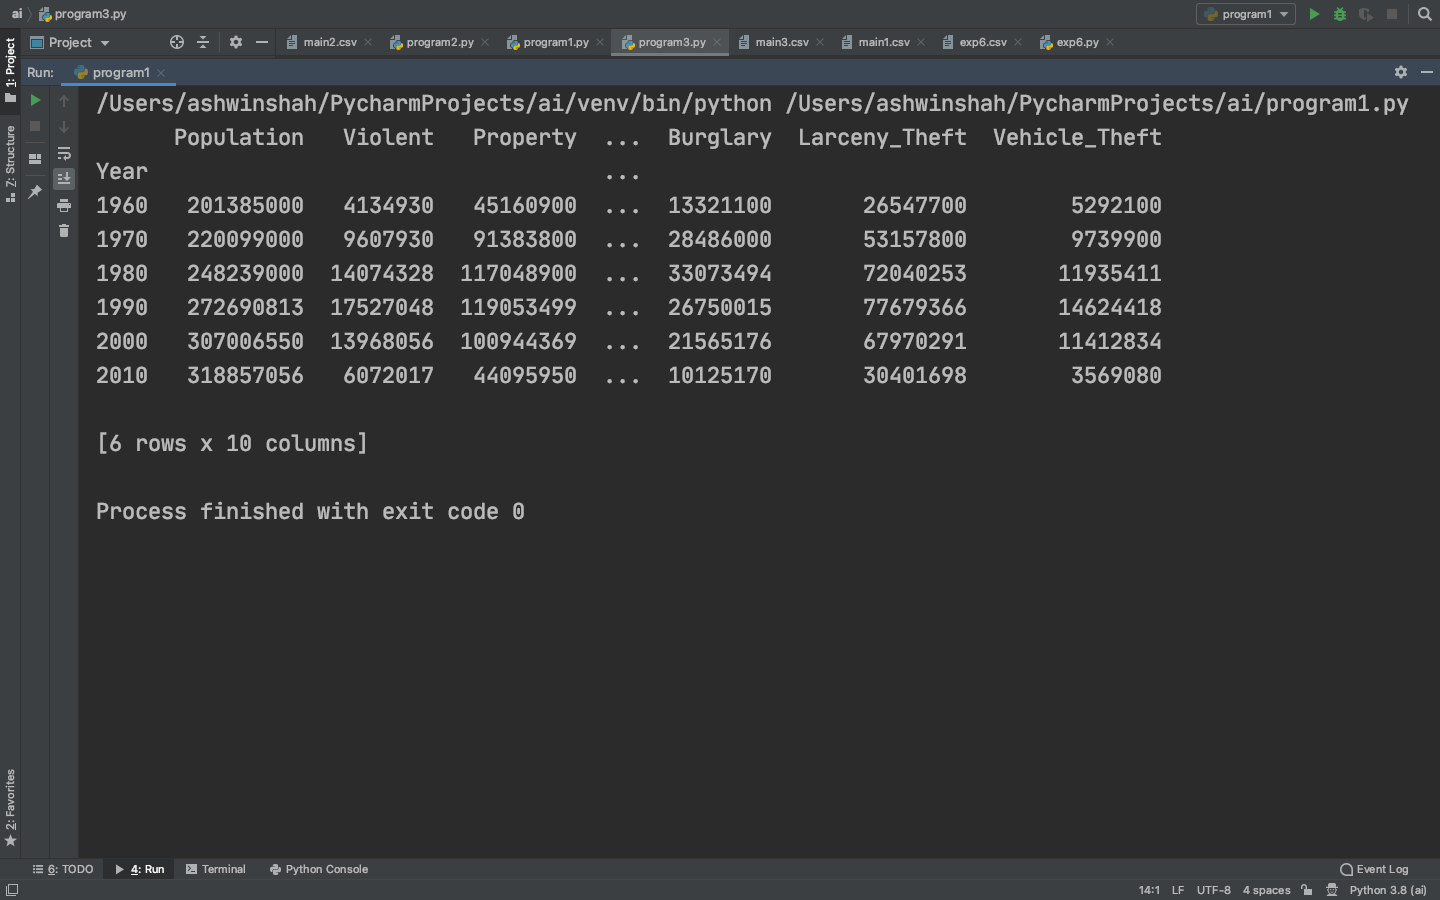 ai program3.py program1
1: Project
Project main2.csv program2.py program1.py program3.py main3.csv main1.csv exp6.csv exp6.py
Run: program1
/Users/ashwinshah/PycharmProjects/ai/venv/bin/python /Users/ashwinshah/PycharmProjects/ai/program1.py
Population Violent Property ... Burglary Larceny_Theft Vehicle_Theft
Year ...
1960 201385000 4134930 45160900 ... 13321100 26547700 5292100
1970 220099000 9607930 91383800 ... 28486000 53157800 9739900
1980 248239000 14074328 117048900 ... 33073494 72040253 11935411
1990 272690813 17527048 119053499 ... 26750015 77679366 14624418
2000 307006550 13968056 100944369 ... 21565176 67970291 11412834
2010 318857056 6072017 44095950 ... 10125170 30401698 3569080
[6 rows x 10 columns]
Process finished with exit code 0
Z: Structure
2: Favorites
6: TODO 4: Run Terminal Python Console Event Log
14:1 LF UTF-8 4 spaces Python 3.8 (ai)